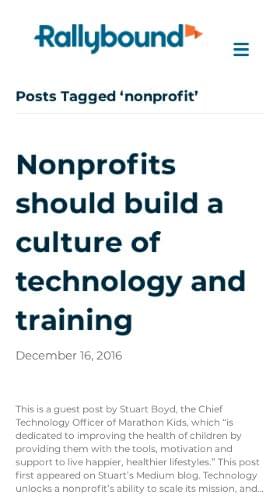 Rallybound
Posts Tagged ‘nonprofit’
Nonprofits
should build a
culture of
technology and
training
December 16, 2016
This is a guest post by Stuart Boyd, the Chief
Technology Officer of Marathon Kids, which “is
dedicated to improving the health of children by
providing them with the tools, motivation and
support to live happier, healthier lifestyles.” This post
first appeared on Stuart’s Medium blog. Technology
unlocks a nonprofit’s ability to scale its mission, and...